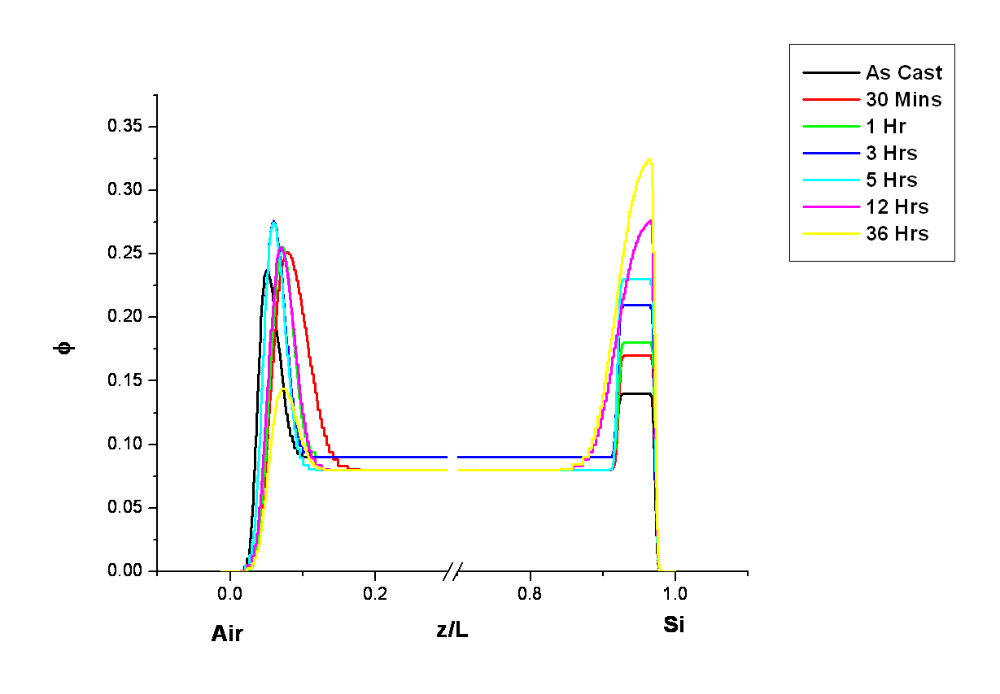 As Cast
30 Mins
1 Hr
3 Hrs
5 Hrs
12 Hrs
36 Hrs
0.35
0.30
0.25
0.20
0.15
0.10
0.05
0.00
ϕ
0.0 0.2 0.8 1.0
Air z/L Si